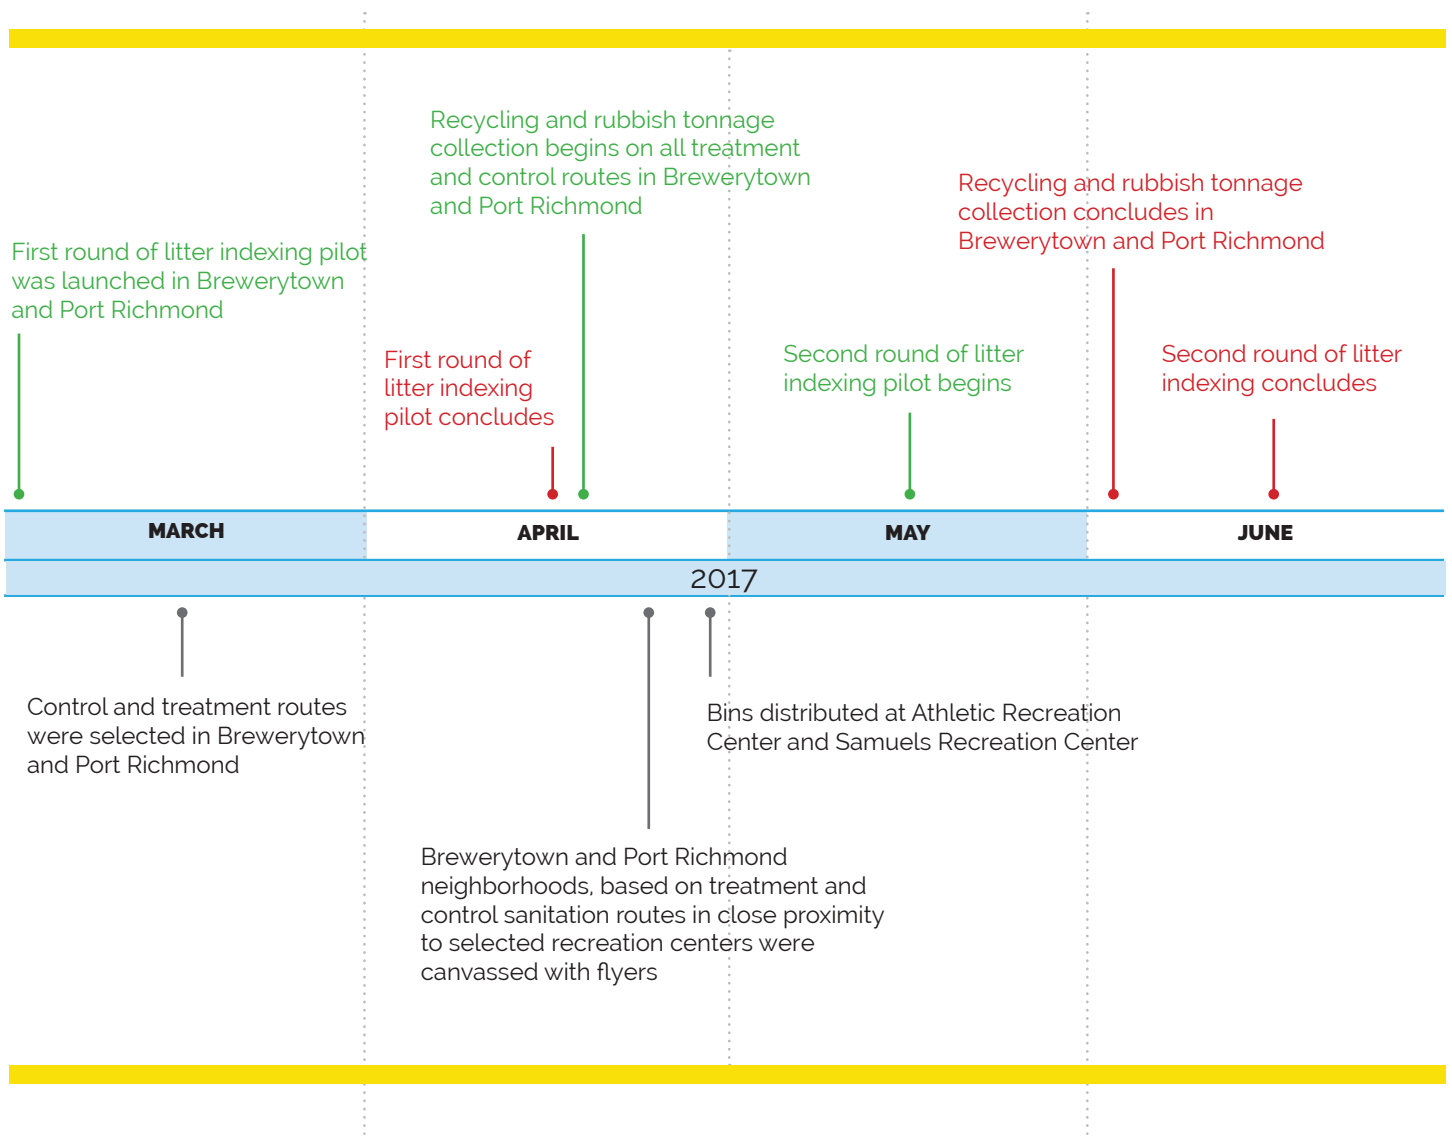 Recycling and rubbish tonnage
collection begins on all treatment
and control routes in Brewerytown
and Port Richmond
Recycling and rubbish tonnage
collection concludes in
Brewerytown and Port Richmond
First round of litter indexing pilot
was launched in Brewerytown
and Port Richmond
First round of
litter indexing
pilot concludes
Second round of litter
indexing pilot begins
Second round of litter
indexing concludes
MARCH
APRIL
MAY
JUNE
2017
Control and treatment routes
were selected in Brewerytown
and Port Richmond
Bins distributed at Athletic Recreation
Center and Samuels Recreation Center
Brewerytown and Port Richmond
neighborhoods, based on treatment and
control sanitation routes in close proximity
to selected recreation centers were
canvassed with flyers